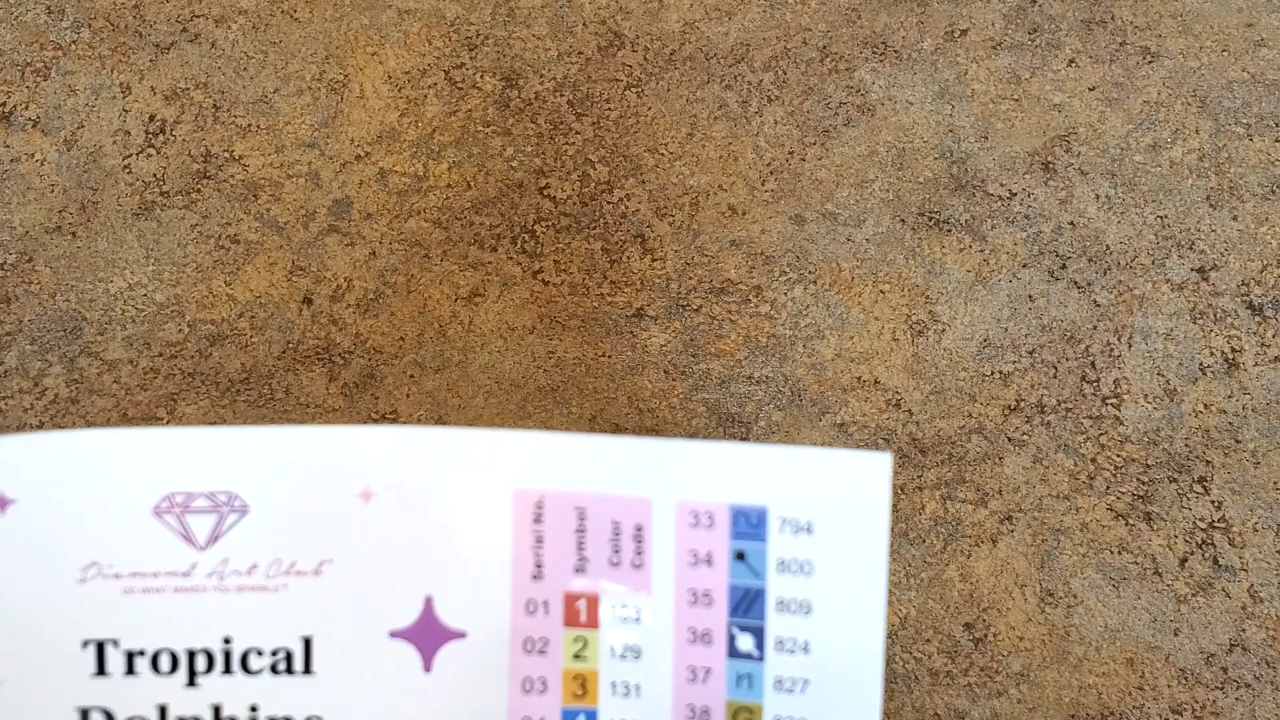 Diamond Art Club
Tropical
Dolphins
Serial No. Symbol Color Code
01 1
02 2 129
03 3 131
33 794
34 800
35 809
36 824
37 n 827
38 G